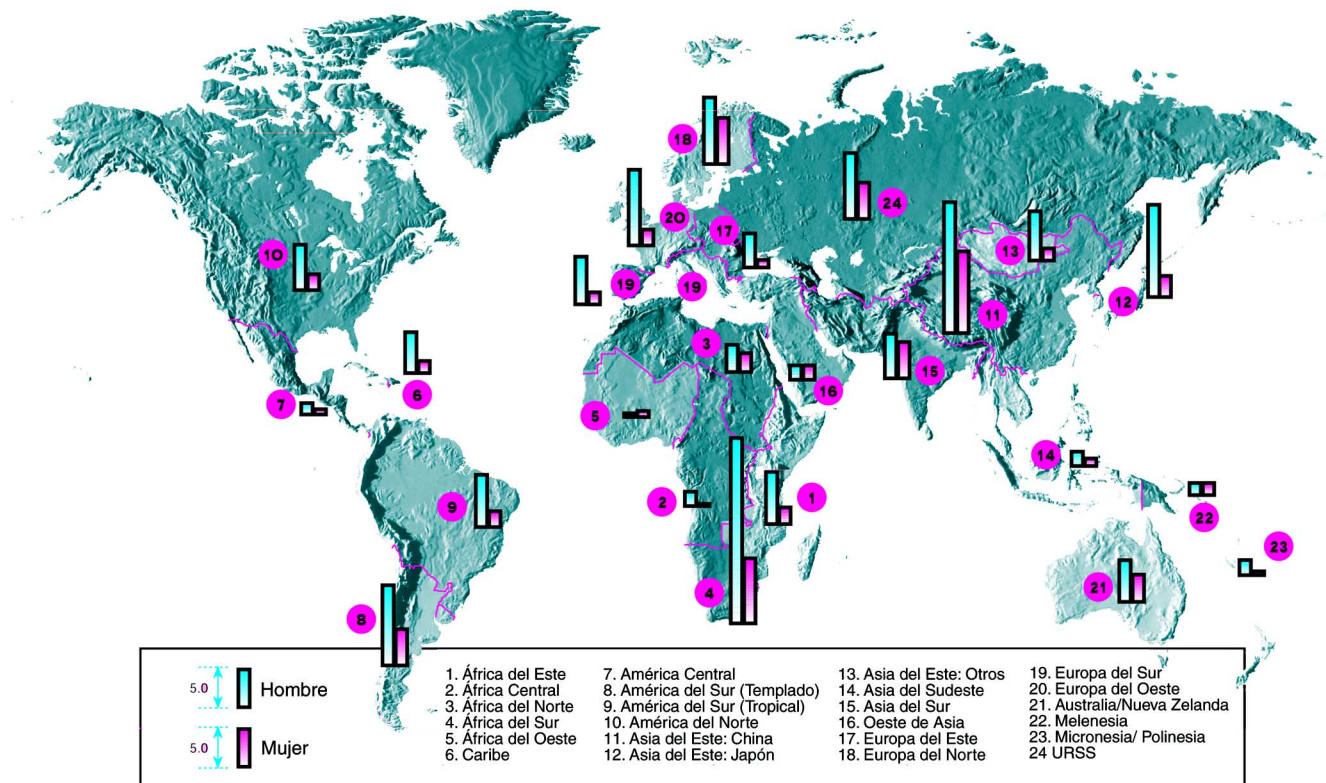 18
24
20
17
10
13
19
19
12
11
3
15
6
16
7
5
14
2
1
9
22
23
21
4
8
5.0 Hombre
5.0 Mujer
1. África del Este
2. África Central
3. África del Norte
4. África del Sur
5. África del Oeste
6. Caribe
7. América Central
8. América del Sur (Templado)
9. América del Sur (Tropical)
10. América del Norte
11. Asia del Este: China
12. Asia del Este: Japón
13. Asia del Este: Otros
14. Asia del Sudeste
15. Asia del Sur
16. Oeste de Asia
17. Europa del Este
18. Europa del Norte
19. Europa del Sur
20. Europa del Oeste
21. Australia/Nueva Zelanda
22. Melenesia
23. Micronesia/ Polinesia
24 URSS